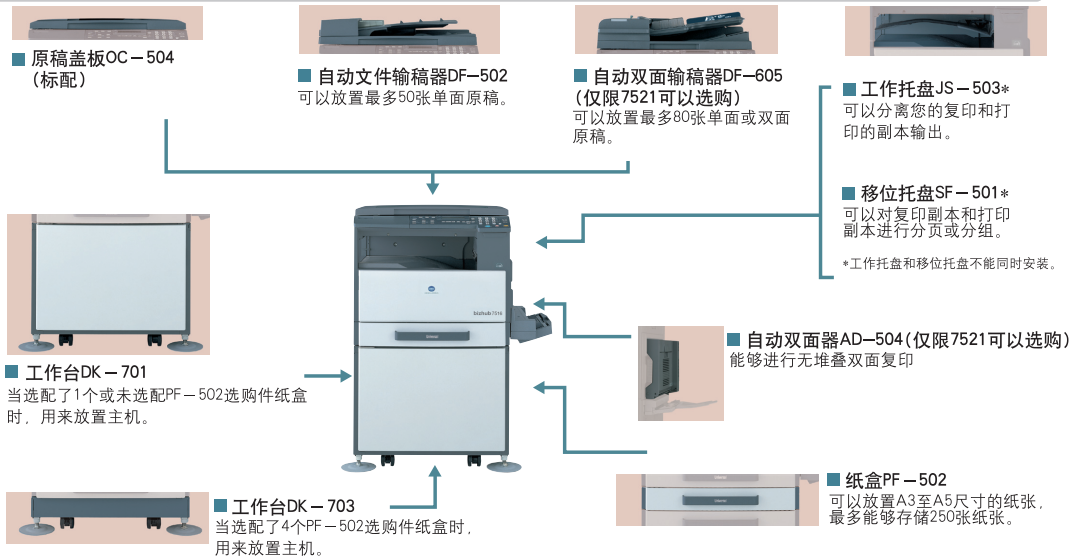 原稿盖板OC－504
（标配）
自动文件输稿器DF—502
可以放置最多50张单面原稿。
自动双面输稿器DF—605
（仅限7521可以选购）
可以放置最多80张单面或双面
原稿。
工作托盘JS－503*
可以分离您的复印和打
印的副本输出。
移位托盘SF－501*
可以对复印副本和打印
副本进行分页或分组。
*工作托盘和移位托盘不能同时安装。
bizhub 7516
工作台DK－701
当选配了1个或未选配PF－502选购件纸盒
时，用来放置主机。
自动双面器AD—504（仅限7521可以选购）
能够进行无堆叠双面复印
工作台DK－703
当选配了4个PF－502选购件纸盒时，
用来放置主机。
纸盒PF－502
可以放置A3至A5尺寸的纸张，
最多能够存储250张纸张。